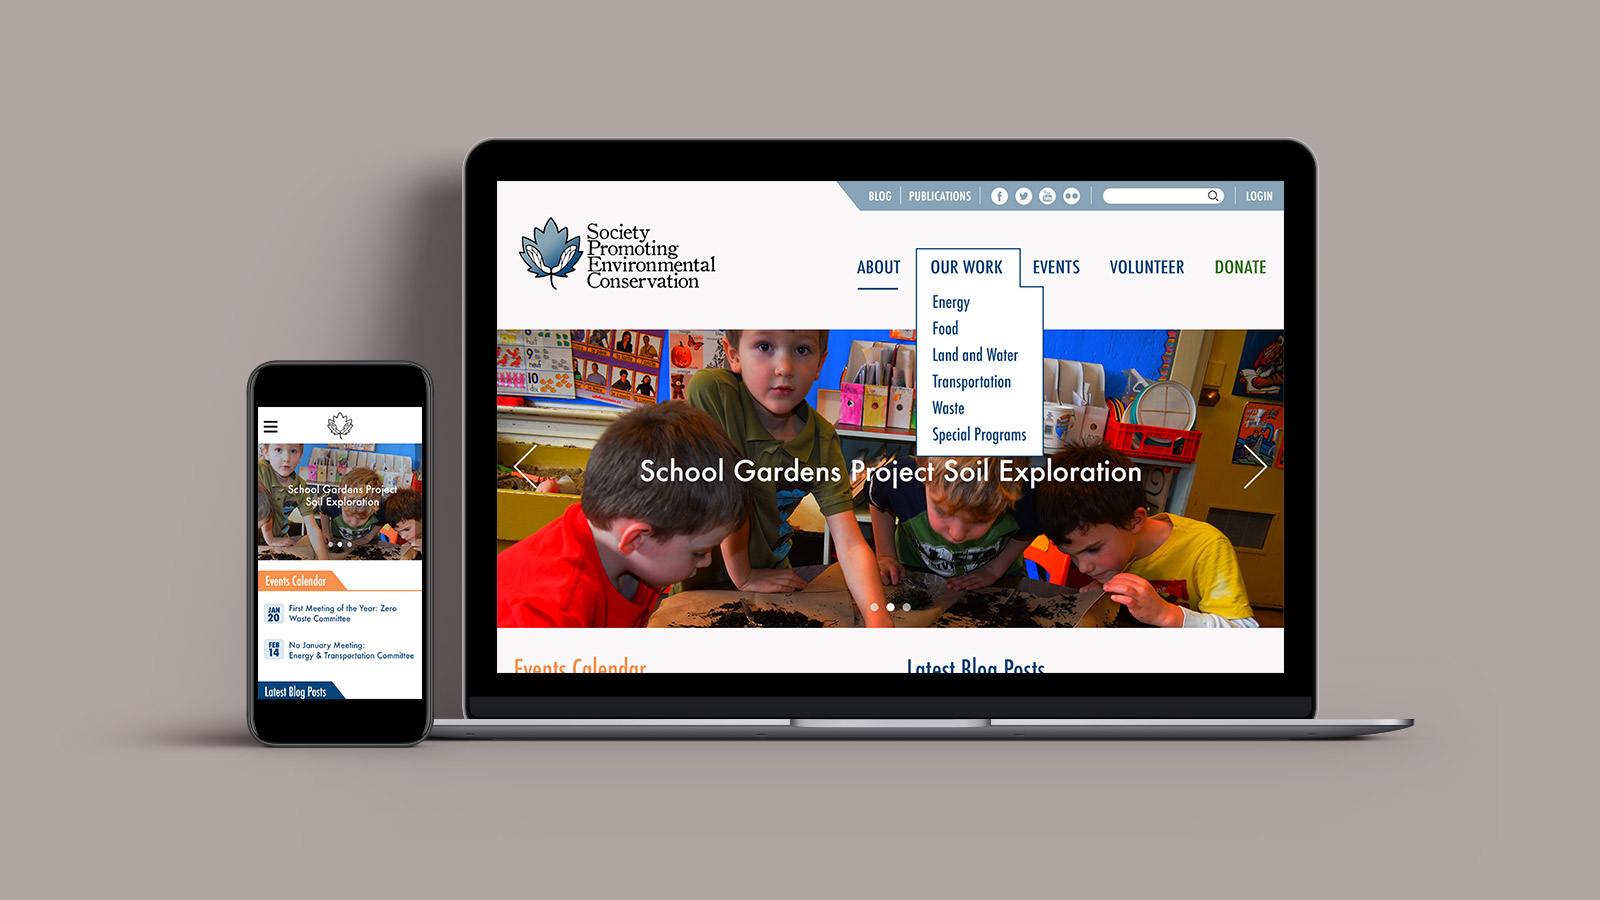 BLOG
PUBLICATIONS
LOGIN
Society
Promoting
Environmental
Conservation
ABOUT
OUR WORK
EVENTS
VOLUNTEER
DONATE
Energy
Food
Land and Water
Transportation
Waste
Special Programs
School Gardens Project Soil Exploration
Events Calendar
Latest Blog Posts
School Gardens Project
Soil Exploration
Events Calendar
JAN
20
First Meeting of the Year: Zero
Waste Committee
FEB
14
No January Meeting:
Energy & Transportation Committee
Latest Blog Posts